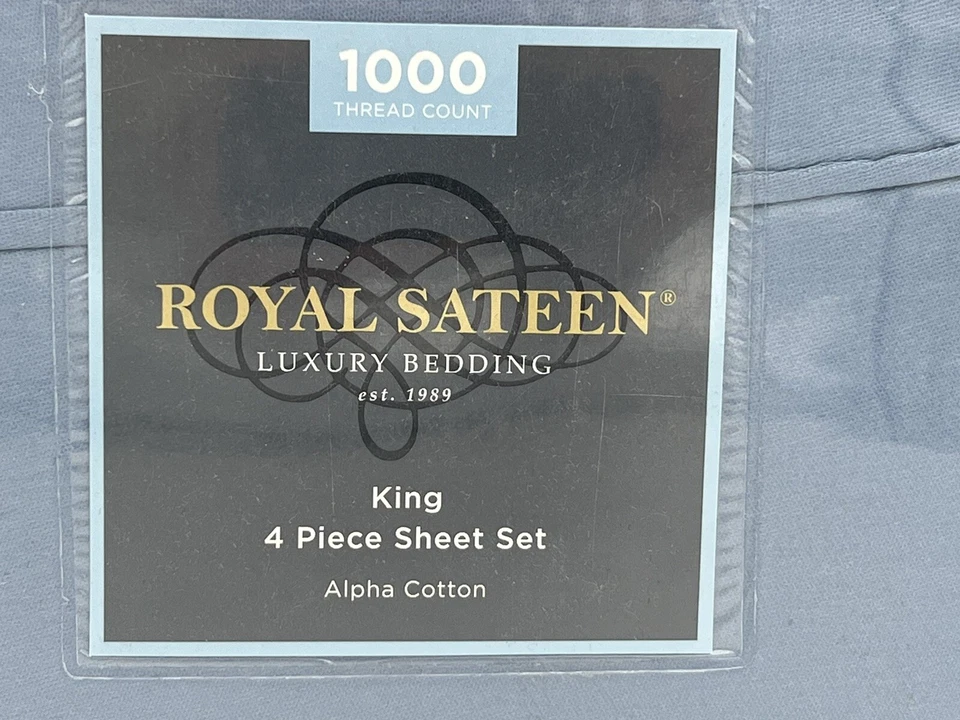 1000
THREAD COUNT
ROYAL SATEEN®
LUXURY BEDDING
est. 1989
King
4 Piece Sheet Set
Alpha Cotton